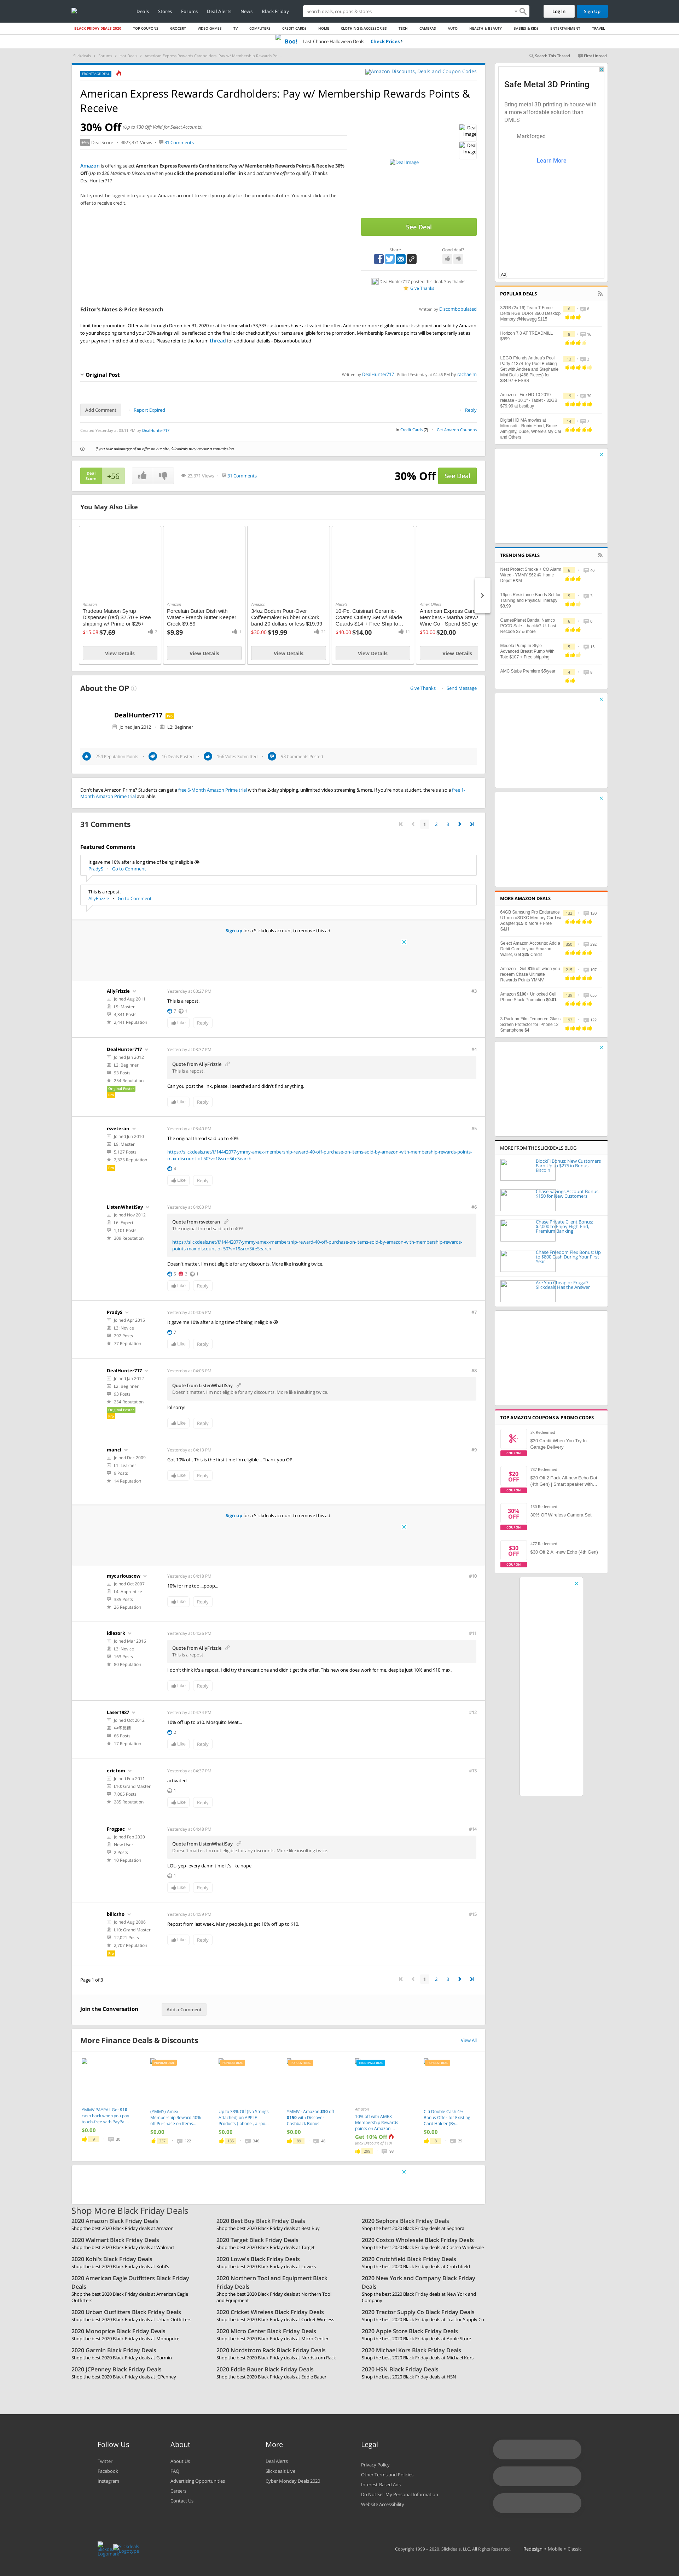 Deals Stores Forums Deal Alerts News Black Friday
Search deals, coupons & stores
Log In
Sign Up
BLACK FRIDAY DEALS 2020 TOP COUPONS GROCERY VIDEO GAMES TV COMPUTERS CREDIT CARDS HOME CLOTHING & ACCESSORIES TECH CAMERAS AUTO HEALTH & BEAUTY BABIES & KIDS ENTERTAINMENT TRAVEL
Boo! Last-Chance Halloween Deals. Check Prices
Search This Thread First Unread
FRONTPAGE DEAL
Amazon Discounts, Deals and Coupon Codes
American Express Rewards Cardholders: Pay w/ Membership Rewards Points & Receive
30% Off (Up to $30 Off; Valid for Select Accounts)
Deal Score 23,371 Views 31 Comments
Deal Image
Deal Image
Deal Image
Amazon is offering select American Express Rewards Cardholders: Pay w/ Membership Rewards Points & Receive 30% Off (Up to $30 Maximum Discount) when you click the promotional offer link and activate the offer to qualify. Thanks DealHunter717
Note, must be logged into your your Amazon account to see if you qualify for the promotional offer. You must click on the offer to receive credit.
See Deal
Share
Good deal?
DealHunter717 posted this deal. Say thanks!
Give Thanks
Editor's Notes & Price Research
Written by Discombobulated
Limit time promotion. Offer valid through December 31, 2020 or at the time which 33,333 customers have activated the offer. Add one or more eligible products shipped and sold by Amazon to your shopping cart and pay using the eligible card. Offer may be canceled at any time without notice.
thread for additional details - Discombobulated
Original Post
Written by DealHunter717 Edited Yesterday at 04:46 PM by rachaelm
Add Comment
Report Expired
Reply
Created Yesterday at 03:11 PM by DealHunter717
in Credit Cards (7) Get Amazon Coupons
If you take advantage of an offer on our site, Slickdeals may receive a commission.
Deal Score
+56
23,371 Views
31 Comments
30% Off
See Deal
You May Also Like
Amazon
Trudeau Maison Syrup Dispenser (red) $7.70 + Free shipping w/ Prime or $25+
$15.08 $7.69
2
View Details
Amazon
Porcelain Butter Dish with Water - French Butter Keeper Crock $9.89
$9.89
1
View Details
Amazon
34oz Bodum Pour-Over Coffeemaker Rubber or Cork band 20 dollars or less $19.99
$30.00 $19.99
21
View Details
Macy's
10-Pc. Cuisinart Ceramic-Coated Cutlery Set w/ Blade Guards $14 + Free Ship to...
$40.00 $14.00
11
View Details
Amex Offers
American Express Card
Members - Martha Stewart
Wine Co - Spend $50 get
$50.00 $20.00
View Details
About the OP
Give Thanks Send Message
DealHunter717 Pro
Joined Jan 2012 L2: Beginner
254 Reputation Points
10 Deals Posted
106 Votes Submitted
93 Comments Posted
Don't have Amazon Prime? Students can get a free 6-Month Amazon Prime trial with free 2-day shipping, unlimited video streaming & more. If you're not a student, there's also a free 1-Month Amazon Prime trial available.
31 Comments
1 2 3
Featured Comments
It gave me 10% after a long time of being ineligible 😭
Prady5 Go to Comment
This is a repost.
AllyFrizzle Go to Comment
Sign up for a Slickdeals account to remove this ad.
AllyFrizzle
Joined Aug 2011
L9: Master
4,341 Posts
2,441 Reputation
Yesterday at 03:27 PM
#3
This is a repost.
7 1
Like Reply
DealHunter717
Joined Jan 2012
L2: Beginner
93 Posts
254 Reputation
Original Poster
Pro
Yesterday at 03:31 PM
#4
Quote from AllyFrizzle
This is a repost.
Can you post the link, please. I searched and didn't find anything.
Like Reply
rsveteran
Joined Jun 2010
L9: Master
5,127 Posts
2,325 Reputation
Pro
Yesterday at 03:40 PM
#5
The original thread said up to 40%
https://slickdeals.net/f/14442077-ymmy-amex-membership-reward-40-off-purchase-on-items-sold-by-amazon-with-membership-rewards-points-max-discount-of-50?v=1&src=SiteSearch
4
Like Reply
ListenWhatISay
Joined Nov 2012
L6: Expert
1,101 Posts
309 Reputation
Yesterday at 04:03 PM
#6
Quote from rsveteran
The original thread said up to 40%
https://slickdeals.net/f/14442077-ymmy-amex-membership-reward-40-off-purchase-on-items-sold-by-amazon-with-membership-rewards-points-max-discount-of-50?v=1&src=SiteSearch
Doesn't matter. I'm not eligible for any discounts. More like insulting twice.
5 3 1
Like Reply
Prady5
Joined Apr 2015
L3: Novice
292 Posts
77 Reputation
Yesterday at 04:05 PM
#7
It gave me 10% after a long time of being ineligible 😭
7
Like Reply
DealHunter717
Joined Jan 2012
L2: Beginner
93 Posts
254 Reputation
Original Poster
Pro
Yesterday at 04:05 PM
#8
Quote from ListenWhatISay
Doesn't matter. I'm not eligible for any discounts. More like insulting twice.
lol sorry!
Like Reply
manci
Joined Dec 2009
L1: Learner
9 Posts
14 Reputation
Yesterday at 04:13 PM
#9
Got 10% off. This is the first time I'm eligible... Thank you OP.
Like Reply
Sign up for a Slickdeals account to remove this ad.
mycuriouscow
Joined Oct 2007
L4: Apprentice
335 Posts
26 Reputation
Yesterday at 04:18 PM
#10
10% for me too....poop...
Like Reply
idlezork
Joined Mar 2016
L3: Novice
163 Posts
80 Reputation
Yesterday at 04:26 PM
#11
Quote from AllyFrizzle
This is a repost.
I don't think it's a repost. I did try the recent one and didn't get the offer. This new one does work for me, despite just 10% and $10 max.
Like Reply
Laser1987
Joined Oct 2012
66 Posts
17 Reputation
Yesterday at 04:34 PM
#12
10% off up to $10. Mosquito Meat...
2
Like Reply
erictom
Joined Feb 2011
L10: Grand Master
7,005 Posts
285 Reputation
Yesterday at 04:37 PM
#13
activated
1
Like Reply
Frogpac
Joined Feb 2020
New User
2 Posts
10 Reputation
Yesterday at 04:48 PM
#14
Quote from ListenWhatISay
Doesn't matter. I'm not eligible for any discounts. More like insulting twice.
LOL- yep- every damn time it's like nope
1
Like Reply
billcsho
Joined Aug 2006
L10: Grand Master
12,021 Posts
2,707 Reputation
Pro
Yesterday at 04:50 PM
#15
Repost from last week. Many people just get 10% off up to $10.
Like Reply
Page 1 of 3
1 2 3
Join the Conversation
Add a Comment
More Finance Deals & Discounts
View All
YMMV PAYPAL Get $10 cash back when you pay touch-free with PayPal...
$0.00
(YMMY) Amex Membership Reward 40% off Purchase on Items...
$0.00
Up to 33% Off (No Strings Attached) on APPLE Products (iphone , airpo...
$0.00
YMMV - Amazon $30 off $100 with Discover Cashback Bonus
$0.00
Amazon
10% off with AMEX Membership Rewards points on Amazon...
Get 10% Off
(Max Discount of $10)
Citi Double Cash 4% Bonus Offer for Existing Card Holder (By...
$0.00
Shop More Black Friday Deals
2020 Amazon Black Friday Deals
Shop the best 2020 Black Friday deals at Amazon
2020 Best Buy Black Friday Deals
Shop the best 2020 Black Friday deals at Best Buy
2020 Sephora Black Friday Deals
Shop the best 2020 Black Friday deals at Sephora
2020 Walmart Black Friday Deals
Shop the best 2020 Black Friday deals at Walmart
2020 Target Black Friday Deals
Shop the best 2020 Black Friday deals at Target
2020 Costco Wholesale Black Friday Deals
Shop the best 2020 Black Friday deals at Costco Wholesale
2020 Kohl's Black Friday Deals
Shop the best 2020 Black Friday deals at Kohl's
2020 Lowe's Black Friday Deals
Shop the best 2020 Black Friday deals at Lowe's
2020 Crutchfield Black Friday Deals
Shop the best 2020 Black Friday deals at Crutchfield
2020 American Eagle Outfitters Black Friday Deals
Shop the best 2020 Black Friday deals at American Eagle Outfitters
2020 Northern Tool and Equipment Black Friday Deals
Shop the best 2020 Black Friday deals at Northern Tool and Equipment
2020 New York and Company Black Friday Deals
Shop the best 2020 Black Friday deals at New York and Company
2020 Urban Outfitters Black Friday Deals
Shop the best 2020 Black Friday deals at Urban Outfitters
2020 Cricket Wireless Black Friday Deals
Shop the best 2020 Black Friday deals at Cricket Wireless
2020 Tractor Supply Co Black Friday Deals
Shop the best 2020 Black Friday deals at Tractor Supply Co
2020 Monoprice Black Friday Deals
Shop the best 2020 Black Friday deals at Monoprice
2020 Micro Center Black Friday Deals
Shop the best 2020 Black Friday deals at Micro Center
2020 Apple Store Black Friday Deals
Shop the best 2020 Black Friday deals at Apple Store
2020 Garmin Black Friday Deals
Shop the best 2020 Black Friday deals at Garmin
2020 Nordstrom Rack Black Friday Deals
Shop the best 2020 Black Friday deals at Nordstrom Rack
2020 Michael Kors Black Friday Deals
Shop the best 2020 Black Friday deals at Michael Kors
2020 JCPenney Black Friday Deals
Shop the best 2020 Black Friday deals at JCPenney
2020 Eddie Bauer Black Friday Deals
Shop the best 2020 Black Friday deals at Eddie Bauer
2020 HSN Black Friday Deals
Shop the best 2020 Black Friday deals at HSN
Safe Metal 3D Printing
Bring metal 3D printing in-house with a more affordable solution than DMLS
Markforged
Learn More
Ad
POPULAR DEALS
32GB (2x 16) Team T-Force Delta RGB DDR4 3600 Desktop Memory @Newegg $115
Horizon 7.0 AT TREADMILL $999
LEGO Friends Andrea's Pool Party 41374 Toy Pool Building Set with Andrea and Stephanie Mini Dolls (468 Pieces) for $34.97 + FSSS
Amazon - Fire HD 10 2019 release - 10.1" - Tablet - 32GB $79.99 at bestbuy
Digital HD MA movies at Microsoft - Robin Hood, Bruce Almighty, Dude, Where's My Car and Others
TRENDING DEALS
Nest Protect Smoke + CO Alarm Wired - YMMY $62 @ Home Depot B&M
16pcs Resistance Bands Set for Training and Physical Therapy $9.99
GamesPlanet Bandai Namco FCCD Sale - Jack/01-U. Last Recode $7 & more
Medela Pump In Style Advanced Breast Pump With Tote $107 + Free shipping
AMC Stubs Premiere $5/year
MORE AMAZON DEALS
64GB Samsung Pro Endurance U1 microSDXC Memory Card w/ Adapter $15 & More + Free S&H
Select Amazon Accounts: Add a Debit Card to your Amazon Wallet, Get $25 Credit
Amazon - Get $15 off when you redeem Chase Ultimate Rewards Points YMMV
Amazon $100+ Unlocked Cell Phone Stack Promotion $0.01
3-Pack amFilm Tempered Glass Screen Protector for iPhone 12 Smartphone $4
MORE FROM THE SLICKDEALS BLOG
BlockFi Bonus: New Customers Earn Up to $275 in Bonus Bitcoin
Chase Savings Account Bonus: $150 for New Customers
Chase Private Client Bonus: $2,000 to Enjoy High-End, Premium Banking
Chase Freedom Flex Bonus: Up to $800 Cash During Your First Year
Are You Cheap or Frugal? Slickdeals Has the Answer
TOP AMAZON COUPONS & PROMO CODES
COUPON
$20 Credit When You Try In-Garage Delivery
$20 OFF
COUPON
$20 Off 2 Pack All-new Echo Dot (4th Gen) | Smart speaker with...
30% OFF
COUPON
30% Off Wireless Camera Set
$30 OFF
COUPON
$30 Off 2 All-new Echo (4th Gen)
Follow Us
Twitter
Facebook
Instagram
About
About Us
FAQ
Advertising Opportunities
Careers
Contact Us
More
Deal Alerts
Slickdeals Live
Cyber Monday Deals 2020
Legal
Privacy Policy
Other Terms and Policies
Interest-Based Ads
Do Not Sell My Personal Information
Website Accessibility
Copyright 1999 - 2020. Slickdeals, LLC. All Rights Reserved.
Redesign • Mobile • Classic